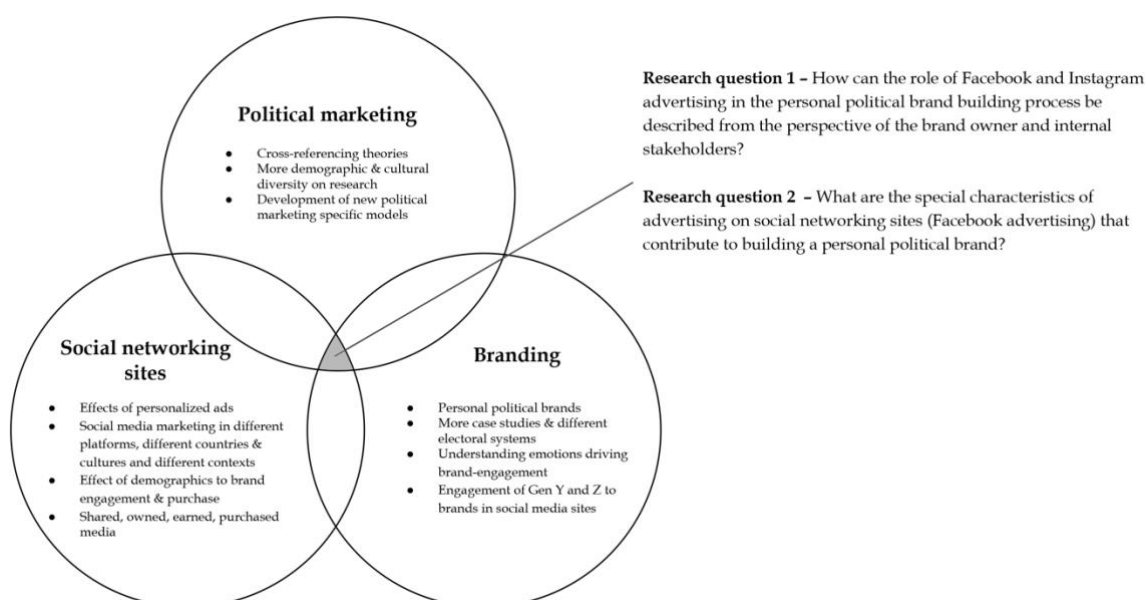 Political marketing
• Cross-referencing theories
• More demographic & cultural
diversity on research
• Development of new political
marketing specific models
Social networking
sites
• Effects of personalized ads
• Social media marketing in different
platforms, different countries &
cultures and different contexts
• Effect of demographics to brand
engagement & purchase
• Shared, owned, earned, purchased
media
Branding
• Personal political brands
• More case studies & different
electoral systems
• Understanding emotions driving
brand-engagement
• Engagement of Gen Y and Z to
brands in social media sites
Research question 1 – How can the role of Facebook and Instagram
advertising in the personal political brand building process be
described from the perspective of the brand owner and internal
stakeholders?
Research question 2 – What are the special characteristics of
advertising on social networking sites (Facebook advertising) that
contribute to building a personal political brand?